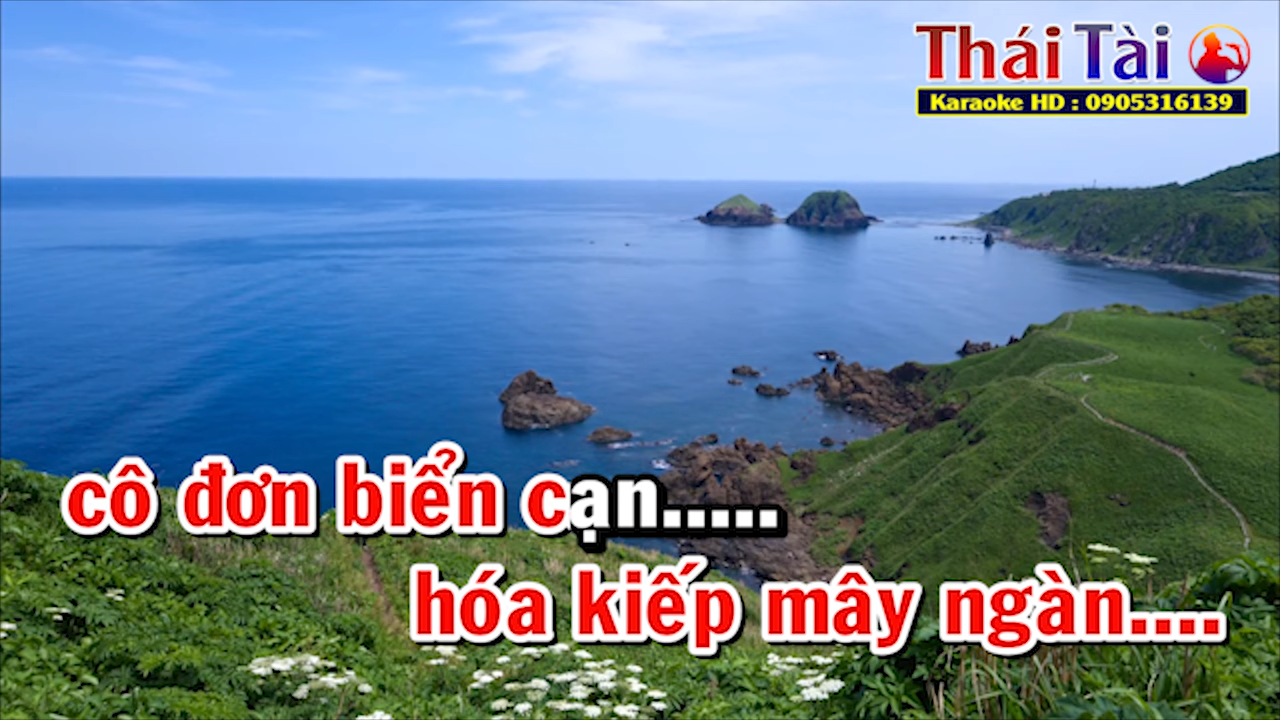 Thái Tài
Karaoke HD : 0905316139
cô đơn biển cạn.....
hóa kiếp mây ngàn....